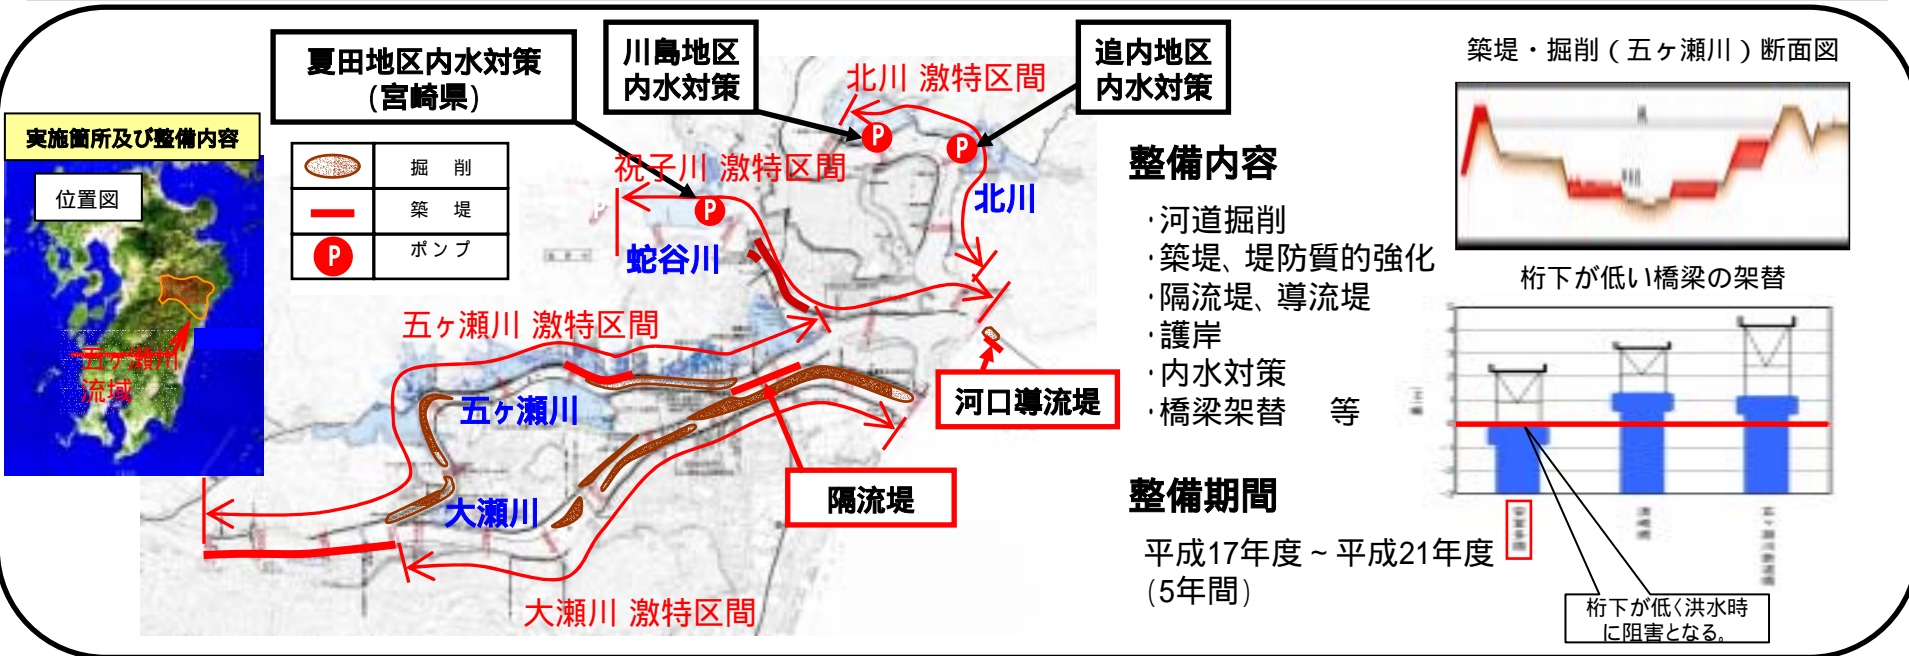 実施箇所及び整備内容
位置図
五ヶ瀬川
流域
夏田地区内水対策
(宮崎県)
川島地区
内水対策
追内地区
内水対策
掘 削
築 堤
P
ポンプ
北川 激特区間
P
P
祝子川 激特区間
P
P
北川
蛇谷川
五ヶ瀬川 激特区間
五ヶ瀬川
大瀬川
大瀬川 激特区間
河口導流堤
隔流堤
整備内容
・河道掘削
・築堤、堤防質的強化
・隔流堤、導流堤
・護岸
・内水対策
・橋梁架替 等
整備期間
平成17年度~平成21年度
(5年間)
築堤・掘削(五ヶ瀬川)断面図
桁下が低い橋梁の架替
桁下が低く洪水時
に阻害となる。